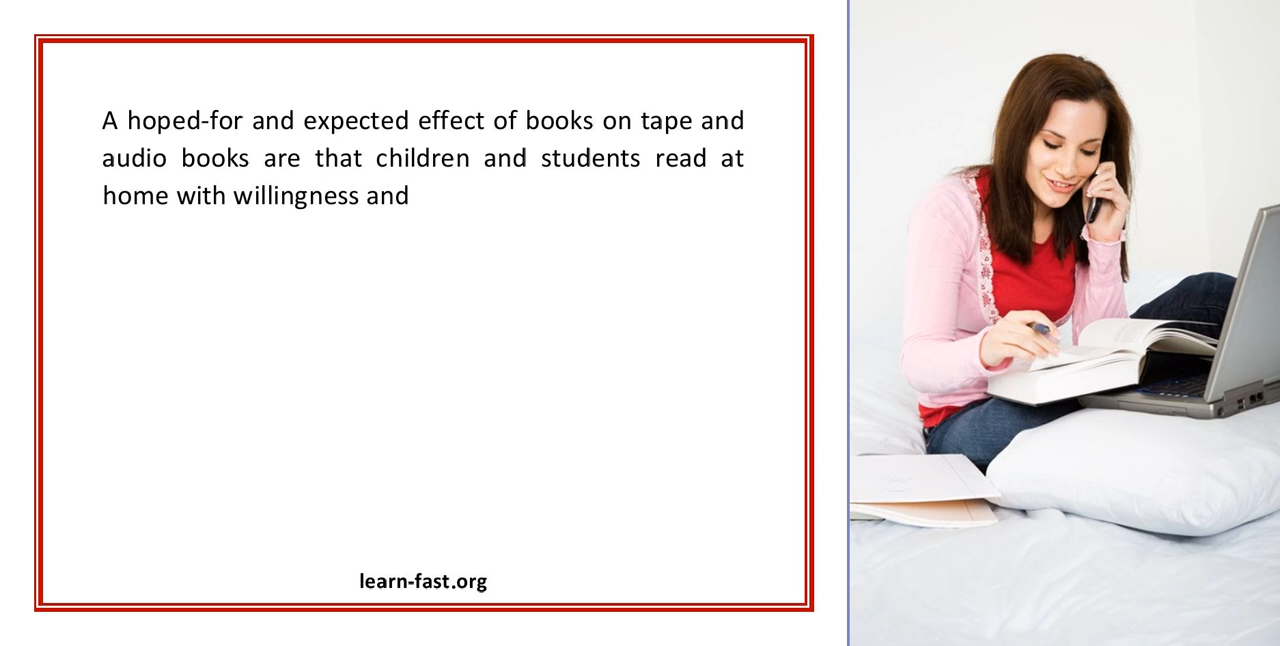 A hoped-for and expected effect of books on tape and
audio books are that children and students read at
home with willingness and
learn-fast.org